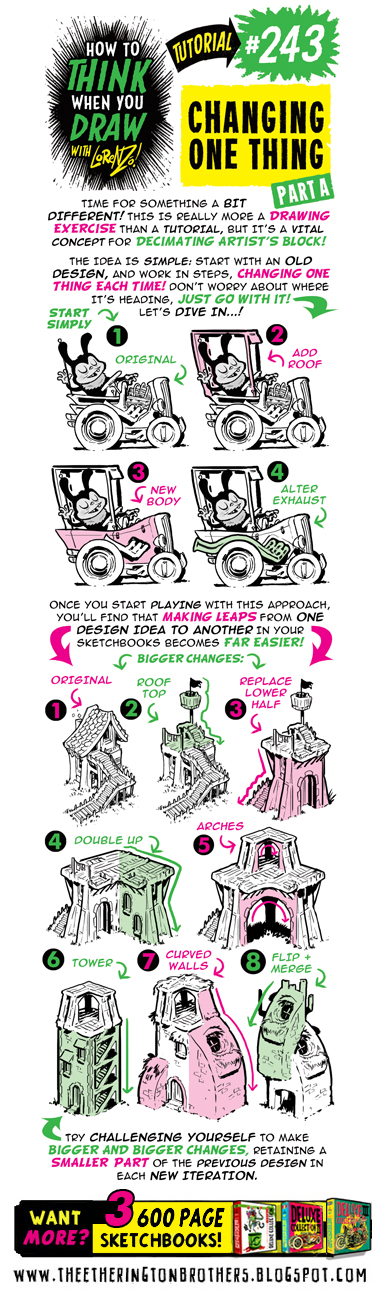 HOW TO
THINK
WHEN YOU
DRAW
WITH LORENZO!
TUTORIAL
#243
CHANGING
ONE THING
PART A
TIME FOR SOMETHING A BIT
DIFFERENT! THIS IS REALLY MORE A DRAWING
EXERCISE THAN A TUTORIAL, BUT IT'S A VITAL
CONCEPT FOR DECIMATING ARTIST'S BLOCK!
THE IDEA IS SIMPLE: START WITH AN OLD
DESIGN, AND WORK IN STEPS, CHANGING ONE
THING EACH TIME! DON'T WORRY ABOUT WHERE
IT'S HEADING, JUST GO WITH IT!
LET'S DIVE IN...!
START
SIMPLY
1
ORIGINAL
2
ADD
ROOF
3
NEW
BODY
4
ALTER
EXHAUST
ONCE YOU START PLAYING WITH THIS APPROACH,
YOU'LL FIND THAT MAKING LEAPS FROM ONE
DESIGN IDEA TO ANOTHER IN YOUR
SKETCHBOOKS BECOMES FAR EASIER!
BIGGER CHANGES:
ORIGINAL
1
ROOF
TOP
2
REPLACE
LOWER
HALF
3
4 DOUBLE UP
ARCHES
5
6 TOWER
7 CURVED
WALLS
8 FLIP +
MERGE
TRY CHALLENGING YOURSELF TO MAKE
BIGGER AND BIGGER CHANGES, RETAINING A
SMALLER PART OF THE PREVIOUS DESIGN IN
EACH NEW ITERATION.
WANT
MORE?
3 600 PAGE
SKETCHBOOKS!
DELUXE
COLLECTION
WWW.THEETHERINGTONBROTHERS.BLOGSPOT.COM